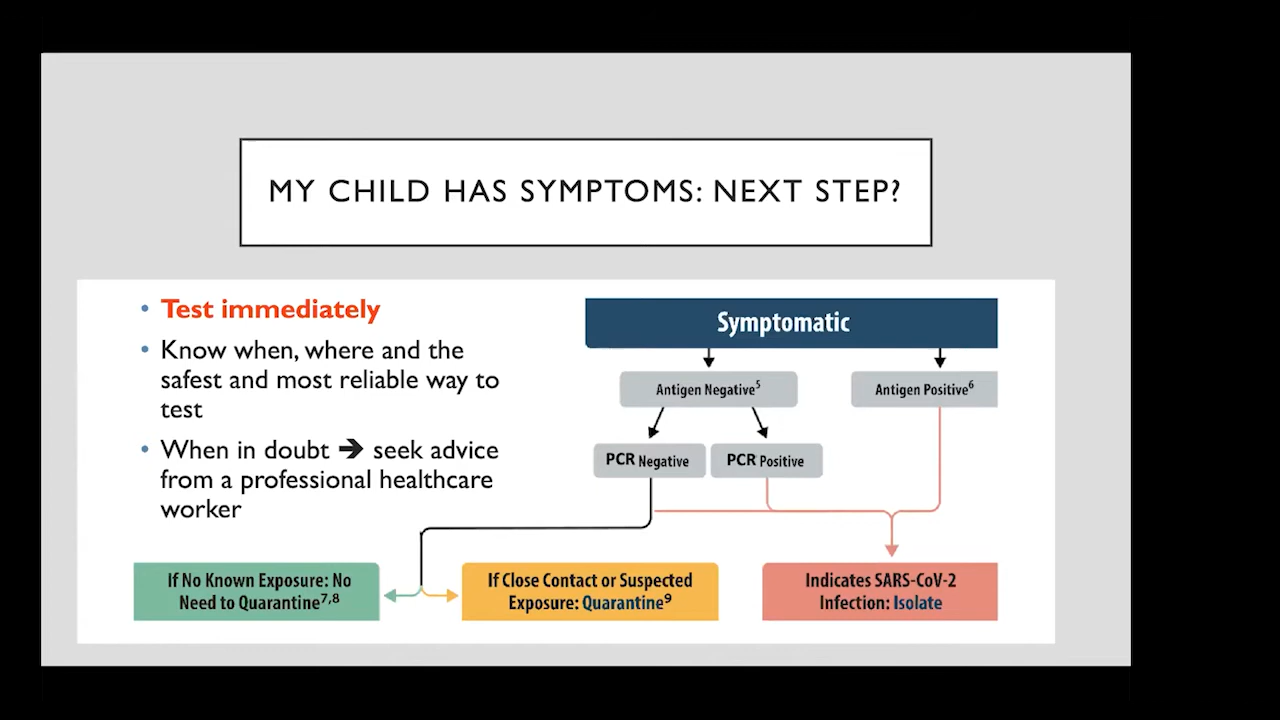 MY CHILD HAS SYMPTOMS: NEXT STEP?
• Test immediately
• Know when, where and the
safest and most reliable way to
test
• When in doubt ➔ seek advice
from a professional healthcare
worker
Symptomatic
Antigen Negative⁵
Antigen Positive⁶
PCR Negative
PCR Positive
If No Known Exposure: No
Need to Quarantine⁷,⁸
If Close Contact or Suspected
Exposure: Quarantine⁹
Indicates SARS-CoV-2
Infection: Isolate